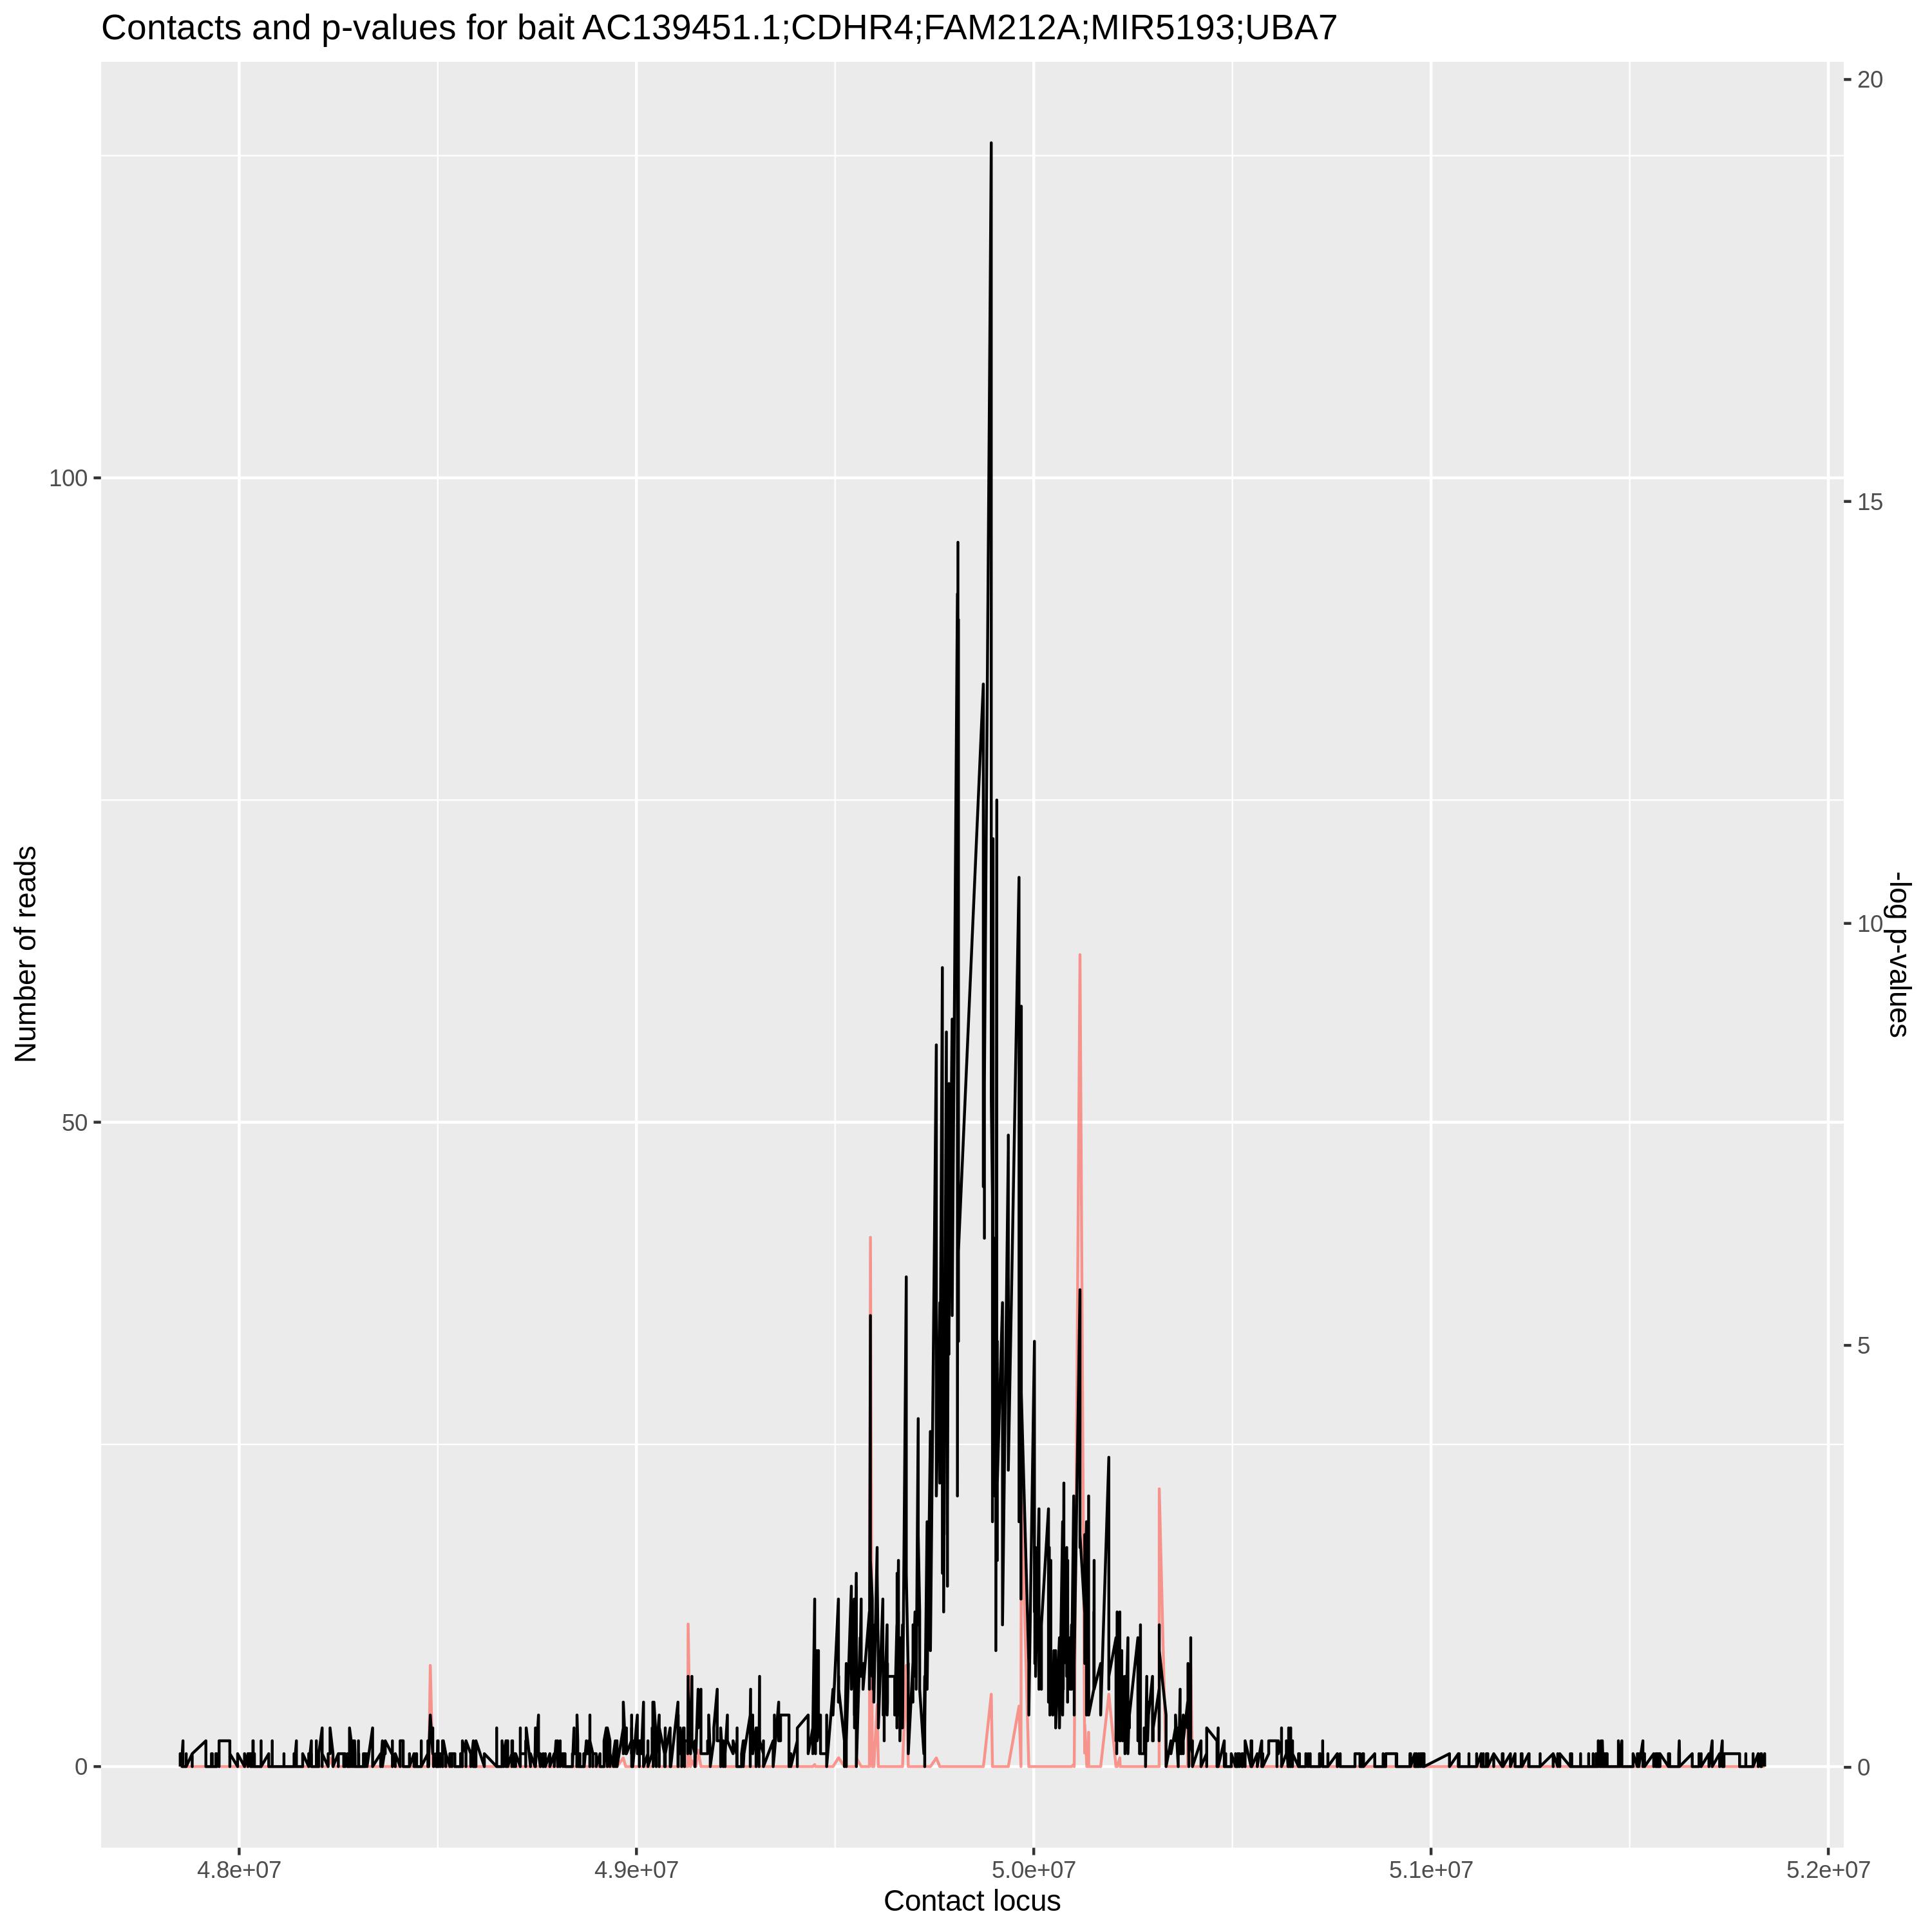 Contacts and p-values for bait AC139451.1;CDHR4;FAM212A;MIR5193;UBA7
20
100
15
Number of reads
10
-log p-values
50
5
0
0
4.8e+07
4.9e+07
5.0e+07
5.1e+07
5.2e+07
Contact locus